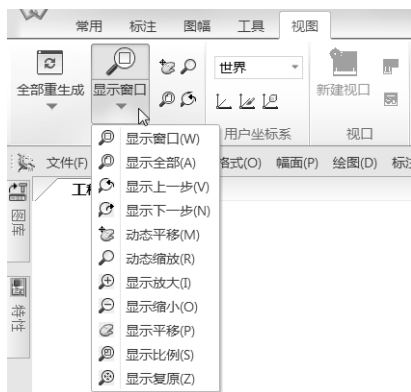 常用 标注 图幅 工具 视图
全部重生成 显示窗口 世界 新建视口
用户坐标系 视口
文件(F) 格式(O) 幅面(P) 绘图(D) 标注
工程
图库
特性
显示窗口(W)
显示全部(A)
显示上一步(V)
显示下一步(N)
动态平移(M)
动态缩放(R)
显示放大(I)
显示缩小(O)
显示平移(P)
显示比例(S)
显示复原(Z)